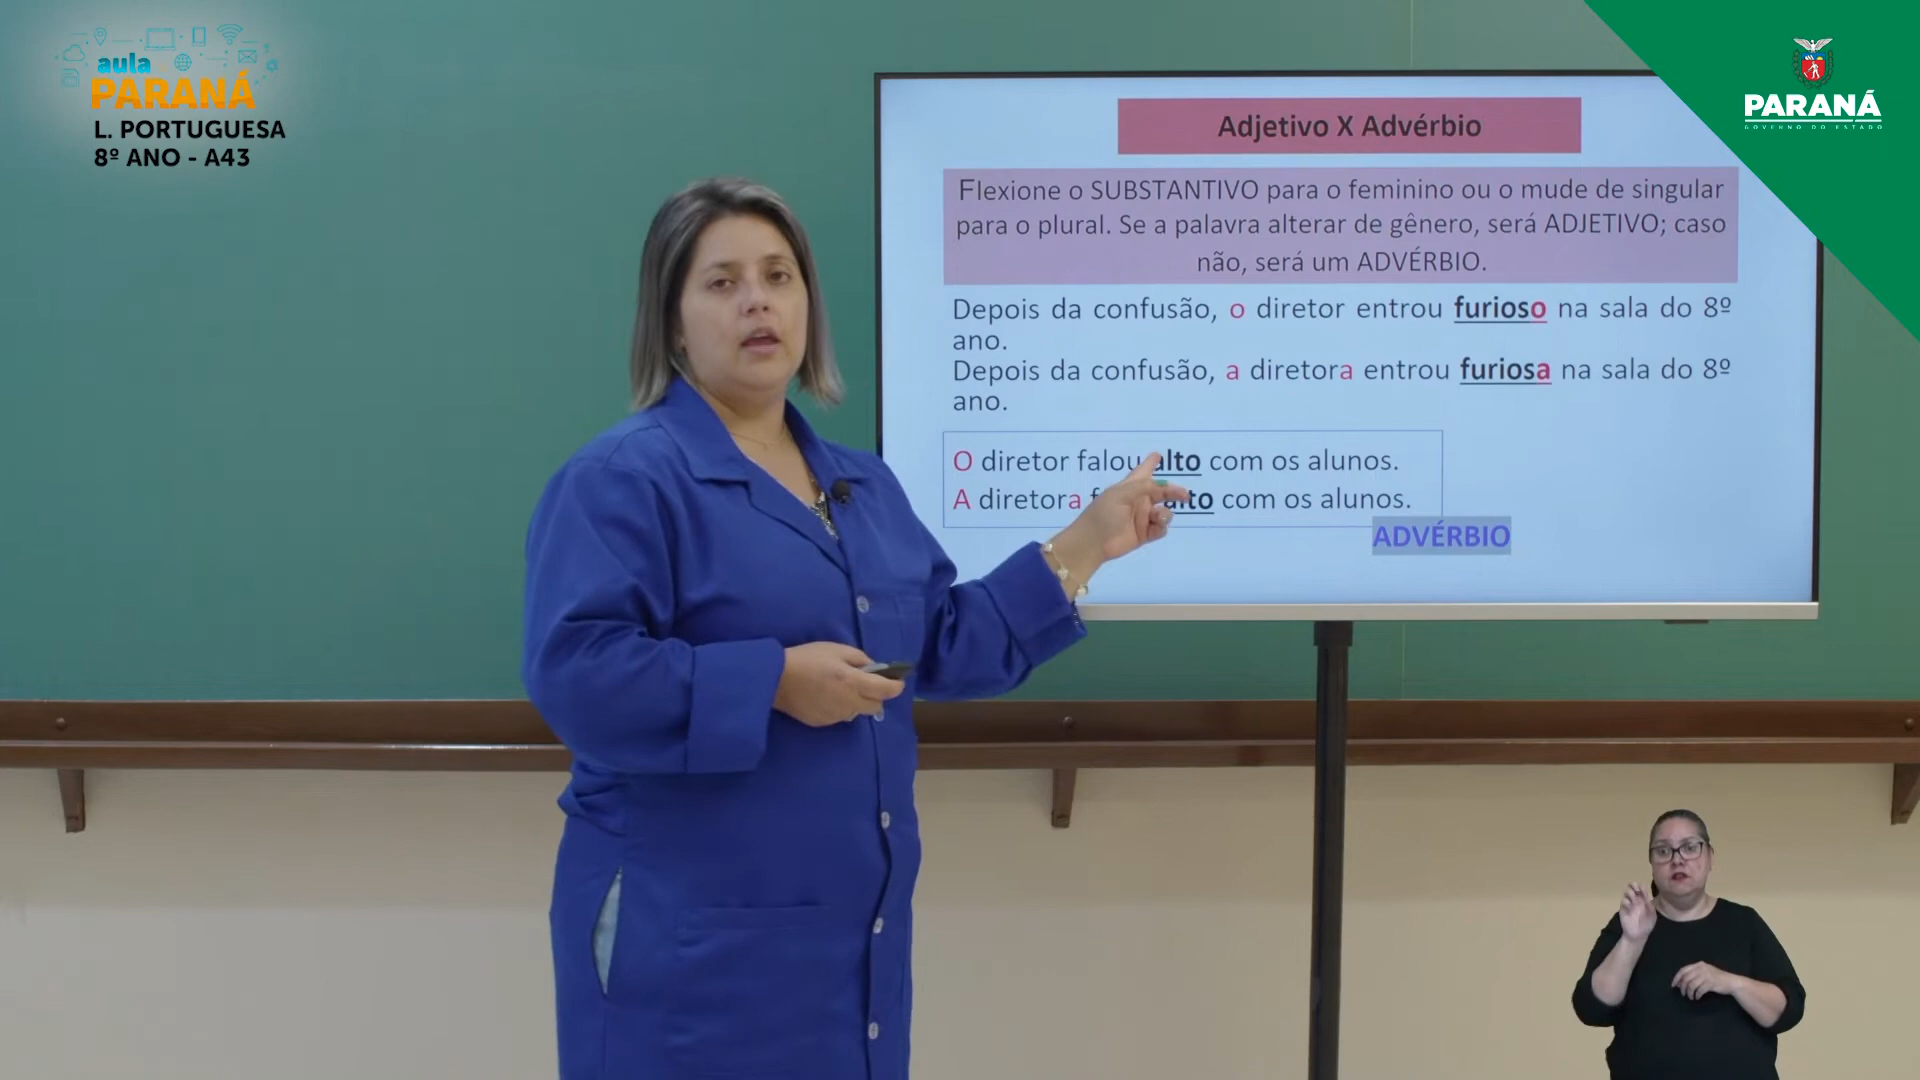 aula
PARANÁ
L. PORTUGUESA
8º ANO - A43
PARANÁ
GOVERNO DO ESTADO
Adjetivo X Advérbio
Flexione o SUBSTANTIVO para o feminino ou o mude de singular
para o plural. Se a palavra alterar de gênero, será ADJETIVO; caso
não, será um ADVÉRBIO.
Depois da confusão, o diretor entrou furioso na sala do 8º
ano.
Depois da confusão, a diretora entrou furiosa na sala do 8º
ano.
O diretor falou alto com os alunos.
A diretora alto com os alunos.
ADVÉRBIO